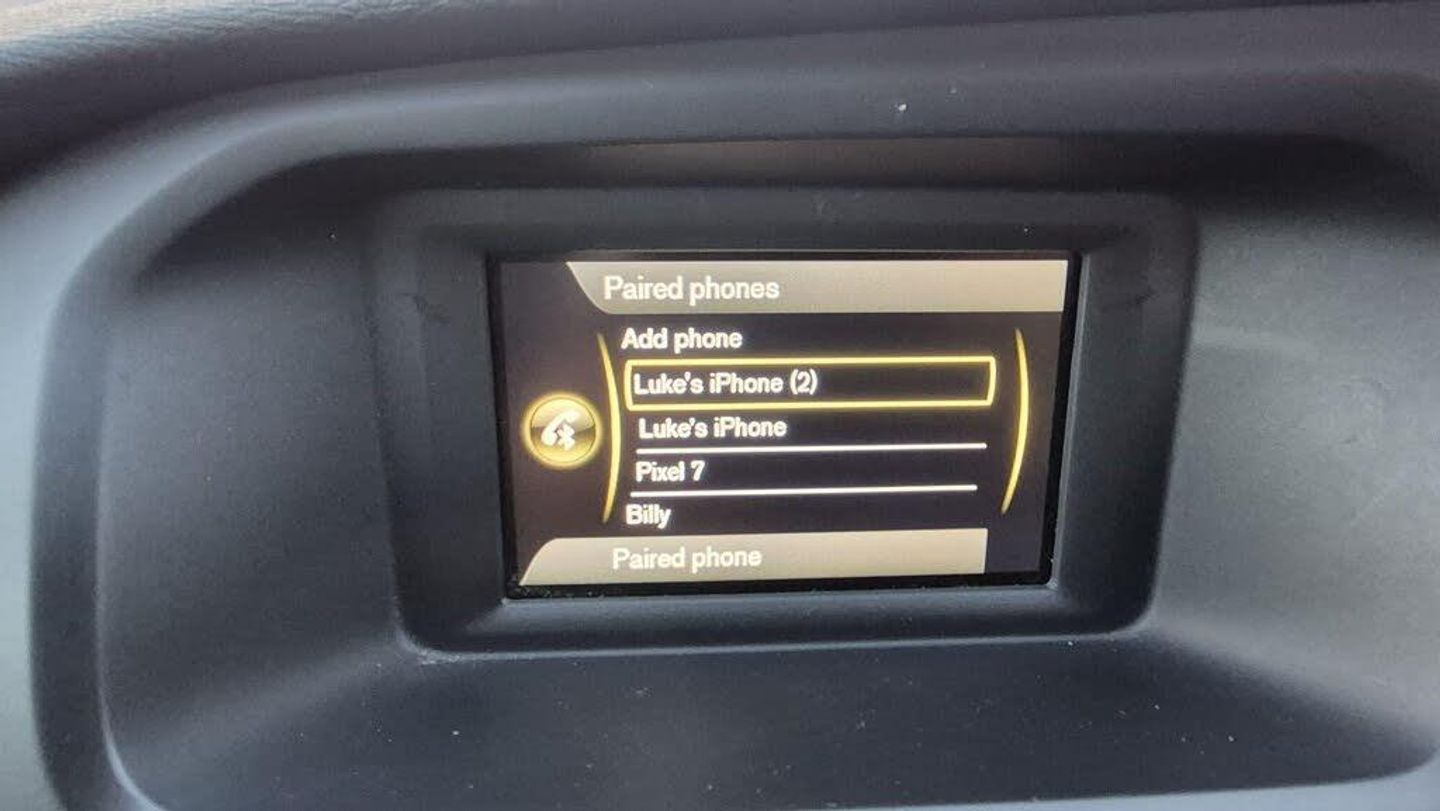 Paired phones
Add phone
Luke's iPhone (2)
Luke's iPhone
Pixel 7
Billy
Paired phone